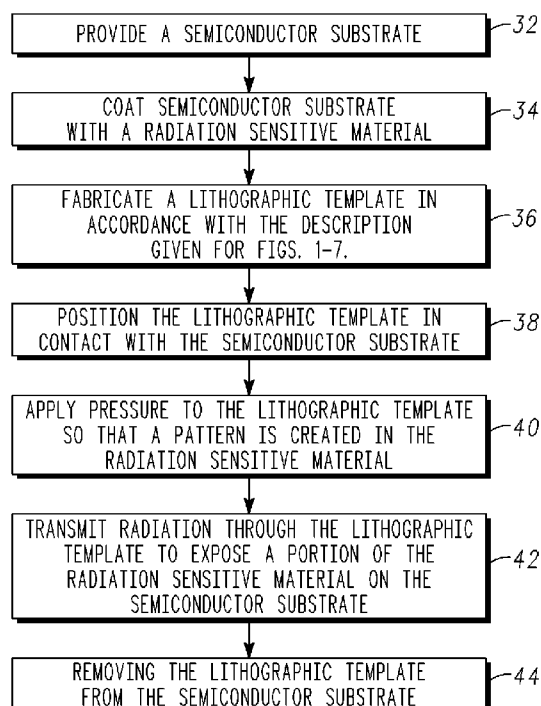 PROVIDE A SEMICONDUCTOR SUBSTRATE
32
COAT SEMICONDUCTOR SUBSTRATE
WITH A RADIATION SENSITIVE MATERIAL
34
FABRICATE A LITHOGRAPHIC TEMPLATE IN
ACCORDANCE WITH THE DESCRIPTION
GIVEN FOR FIGS. 1-7.
36
POSITION THE LITHOGRAPHIC TEMPLATE IN
CONTACT WITH THE SEMICONDUCTOR SUBSTRATE
38
APPLY PRESSURE TO THE LITHOGRAPHIC TEMPLATE
SO THAT A PATTERN IS CREATED IN THE
RADIATION SENSITIVE MATERIAL
40
TRANSMIT RADIATION THROUGH THE LITHOGRAPHIC
TEMPLATE TO EXPOSE A PORTION OF THE
RADIATION SENSITIVE MATERIAL ON THE
SEMICONDUCTOR SUBSTRATE
42
REMOVING THE LITHOGRAPHIC TEMPLATE
FROM THE SEMICONDUCTOR SUBSTRATE
44